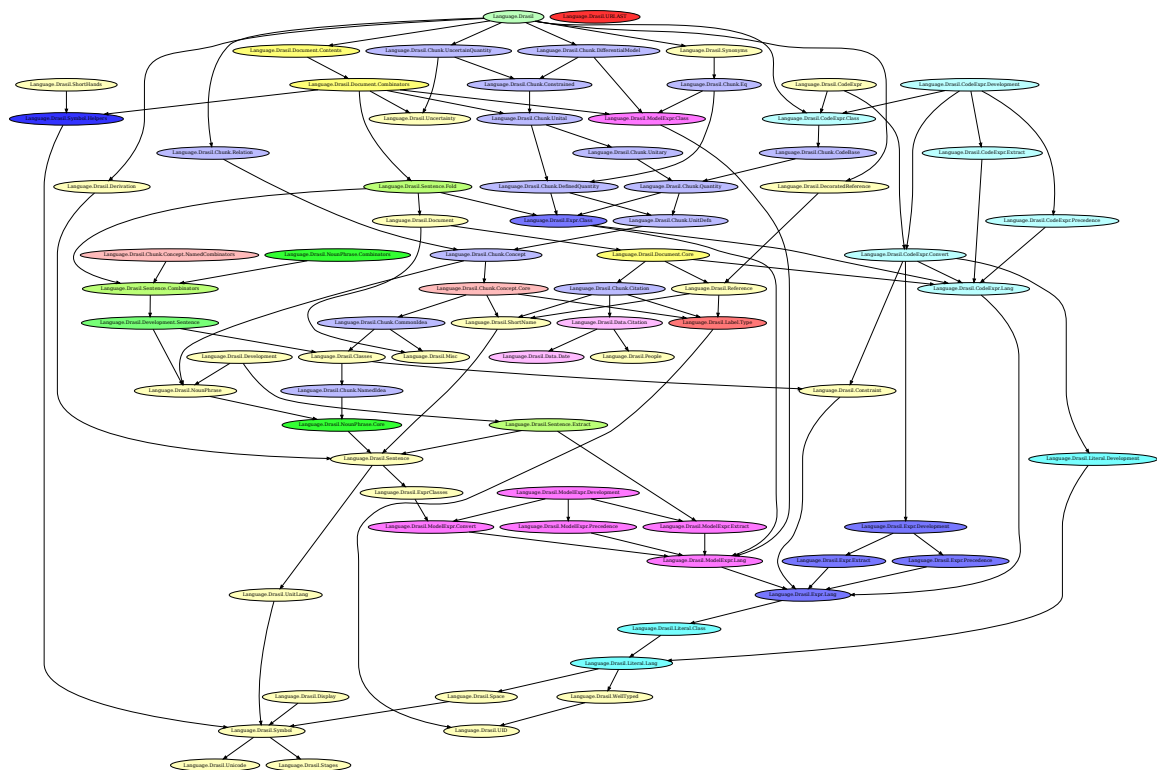 Language.Drasil
Language.Drasil.URI.AST
Language.Drasil.Document.Contents
Language.Drasil.Chunk.UncertainQuantity
Language.Drasil.Chunk.DifferentialModel
Language.Drasil.Synonyms
Language.Drasil.ShortHands
Language.Drasil.Document.Combinators
Language.Drasil.Chunk.Constrained
Language.Drasil.Chunk.Eq
Language.Drasil.CodeExpr
Language.Drasil.CodeExpr.Development
Language.Drasil.Symbol.Helpers
Language.Drasil.Uncertainty
Language.Drasil.Chunk.Unital
Language.Drasil.ModelExpr.Class
Language.Drasil.CodeExpr.Class
Language.Drasil.Chunk.Relation
Language.Drasil.Chunk.Unitary
Language.Drasil.Chunk.CodeBase
Language.Drasil.CodeExpr.Extract
Language.Drasil.Derivation
Language.Drasil.Sentence.Fold
Language.Drasil.Chunk.DefinedQuantity
Language.Drasil.Chunk.Quantity
Language.Drasil.DecoratedReference
Language.Drasil.Document
Language.Drasil.Expr.Class
Language.Drasil.Chunk.UnitDefn
Language.Drasil.CodeExpr.Precedence
Language.Drasil.Chunk.Concept.NamedCombinators
Language.Drasil.NounPhrase.Combinators
Language.Drasil.Chunk.Concept
Language.Drasil.Document.Core
Language.Drasil.CodeExpr.Convert
Language.Drasil.Sentence.Combinators
Language.Drasil.Chunk.Concept.Core
Language.Drasil.Chunk.Citation
Language.Drasil.Reference
Language.Drasil.CodeExpr.Lang
Language.Drasil.Development.Sentence
Language.Drasil.Chunk.CommonIdea
Language.Drasil.ShortName
Language.Drasil.Data.Citation
Language.Drasil.Label.Type
Language.Drasil.Development
Language.Drasil.Classes
Language.Drasil.Misc
Language.Drasil.Data.Date
Language.Drasil.People
Language.Drasil.NounPhrase
Language.Drasil.Chunk.NamedIdea
Language.Drasil.Constraint
Language.Drasil.NounPhrase.Core
Language.Drasil.Sentence.Extract
Language.Drasil.Sentence
Language.Drasil.Literal.Development
Language.Drasil.ExprClasses
Language.Drasil.ModelExpr.Development
Language.Drasil.ModelExpr.Convert
Language.Drasil.ModelExpr.Precedence
Language.Drasil.ModelExpr.Extract
Language.Drasil.Expr.Development
Language.Drasil.ModelExpr.Lang
Language.Drasil.Expr.Extract
Language.Drasil.Expr.Precedence
Language.Drasil.UnitLang
Language.Drasil.Expr.Lang
Language.Drasil.Literal.Class
Language.Drasil.Literal.Lang
Language.Drasil.Display
Language.Drasil.Space
Language.Drasil.WellTyped
Language.Drasil.Symbol
Language.Drasil.UID
Language.Drasil.Unicode
Language.Drasil.Stages